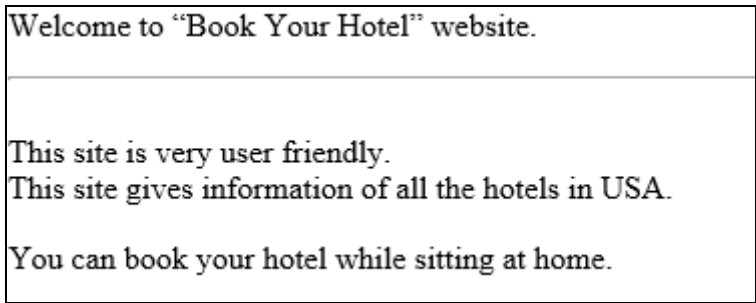 Welcome to “Book Your Hotel” website.
This site is very user friendly.
This site gives information of all the hotels in USA.
You can book your hotel while sitting at home.